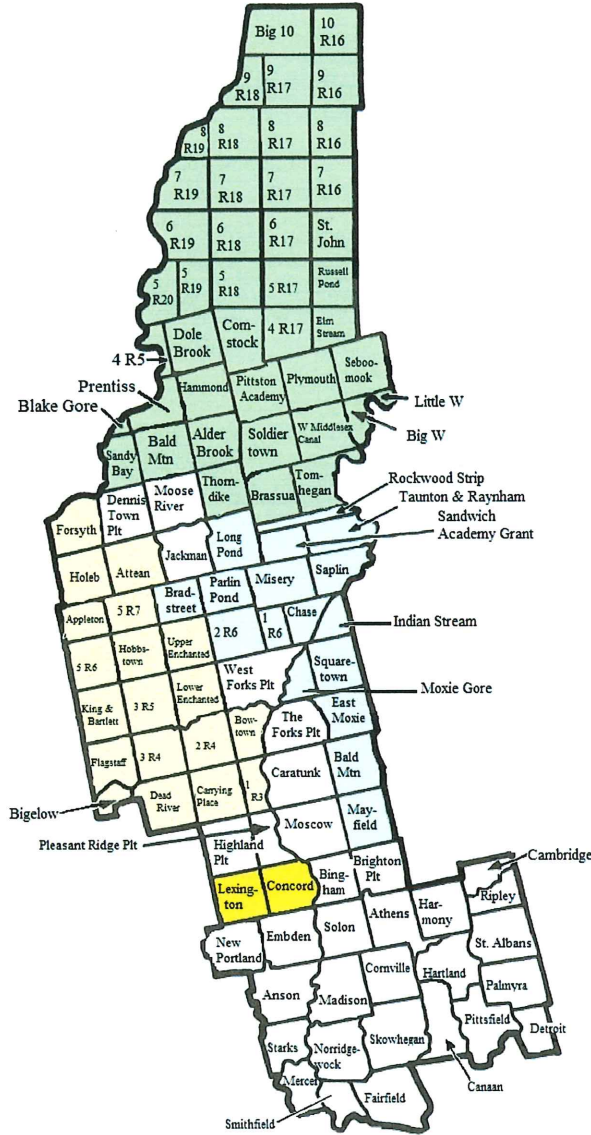 Big 10
10
R16
9
R18
9
R17
9
R16
8
R19
8
R18
8
R17
8
R16
7
R19
7
R18
7
R17
7
R16
6
R19
6
R18
6
R17
St.
John
5
R20
5
R19
5
R18
5 R17
Russell
Pond
4 R5
Dole
Brook
Com-
stock
4 R17
Elm
Stream
Prentiss
Hammond
Pittston
Academy
Plymouth
Seboo-
mook
Little W
Blake Gore
Big W
Sandy
Bay
Bald
Mtn
Alder
Brook
Soldier
town
W Middlesex
Canal
Thorn-
dike
Brassua
Tom-
hegan
Rockwood Strip
Taunton & Raynham
Sandwich
Academy Grant
Forsyth
Dennis
Town
Plt
Moose
River
Jackman
Long
Pond
Holeb
Attean
Brad-
street
Parlin
Pond
Misery
Saplin
Appleton
5 R7
2 R6
1
R6
Chase
Indian Stream
5 R6
Hobbs-
town
Upper
Enchanted
West
Forks Plt
Square-
town
Moxie Gore
King &
Bartlett
3 R5
Lower
Enchanted
Bow-
town
The
Forks Plt
East
Moxie
Flagstaff
3 R4
2 R4
Caratunk
Bald
Mtn
Bigelow
Dead
River
Carrying
Place
1
R3
Pleasant Ridge Plt
Highland
Plt
Moscow
May-
field
Lexing-
ton
Concord
Bing-
ham
Brighton
Plt
Cambridge
Ripley
New
Portland
Embden
Solon
Athens
Har-
mony
St. Albans
Anson
Madison
Cornville
Hartland
Palmyra
Starks
Norridge-
wock
Skowhegan
Pittsfield
Detroit
Canaan
Mercer
Smithfield
Fairfield